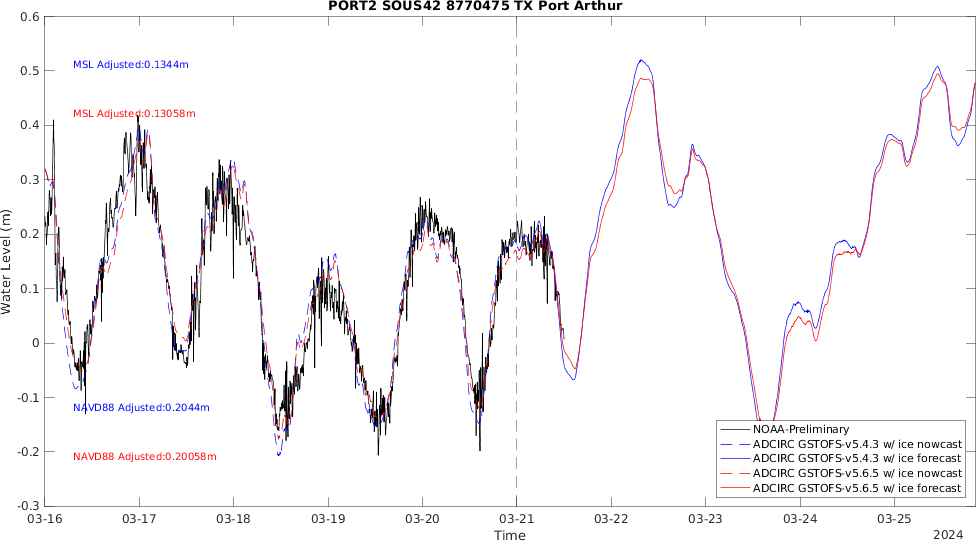 PORT2 SOUS42 8770475 TX Port Arthur
0.6
0.5
0.4
0.3
0.2
0.1
0
-0.1
-0.2
-0.3
Water Level (m)
MSL Adjusted:0.1344m
MSL Adjusted:0.13058m
NAVD88 Adjusted:0.2044m
NAVD88 Adjusted:0.20058m
NOAA-Preliminary
ADCIRC GSTOFS-v5.4.3 w/ ice nowcast
ADCIRC GSTOFS-v5.4.3 w/ ice forecast
ADCIRC GSTOFS-v5.6.5 w/ ice nowcast
ADCIRC GSTOFS-v5.6.5 w/ ice forecast
03-16 03-17 03-18 03-19 03-20 03-21 03-22 03-23 03-24 03-25
Time
2024